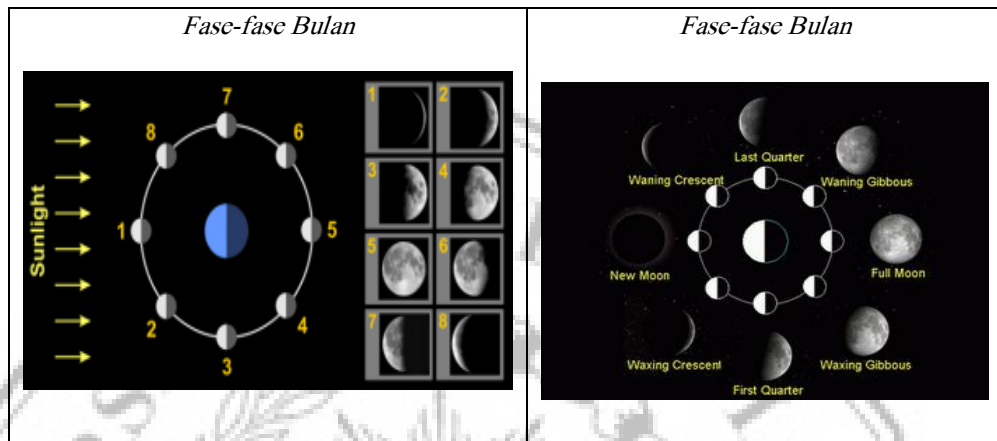 Fase-fase Bulan
Sunlight
7
8
6
1
5
2
4
3
1
2
3
4
5
6
7
8
Fase-fase Bulan
Last Quarter
Waning Crescent
Waning Gibbous
New Moon
Full Moon
Waxing Crescent
Waxing Gibbous
First Quarter